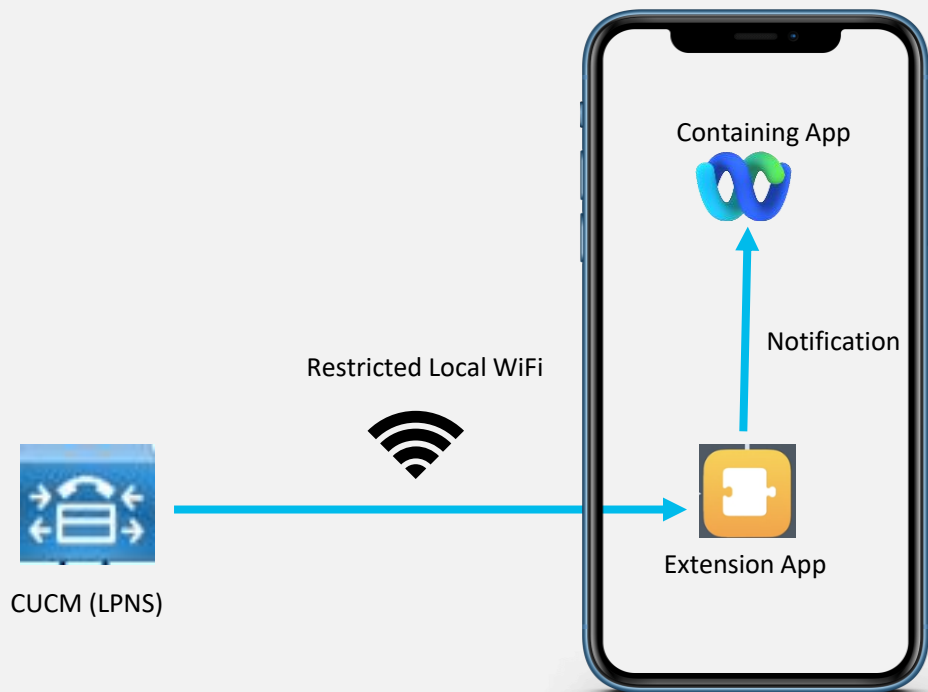 Containing App
Notification
Restricted Local WiFi
Extension App
CUCM (LPNS)